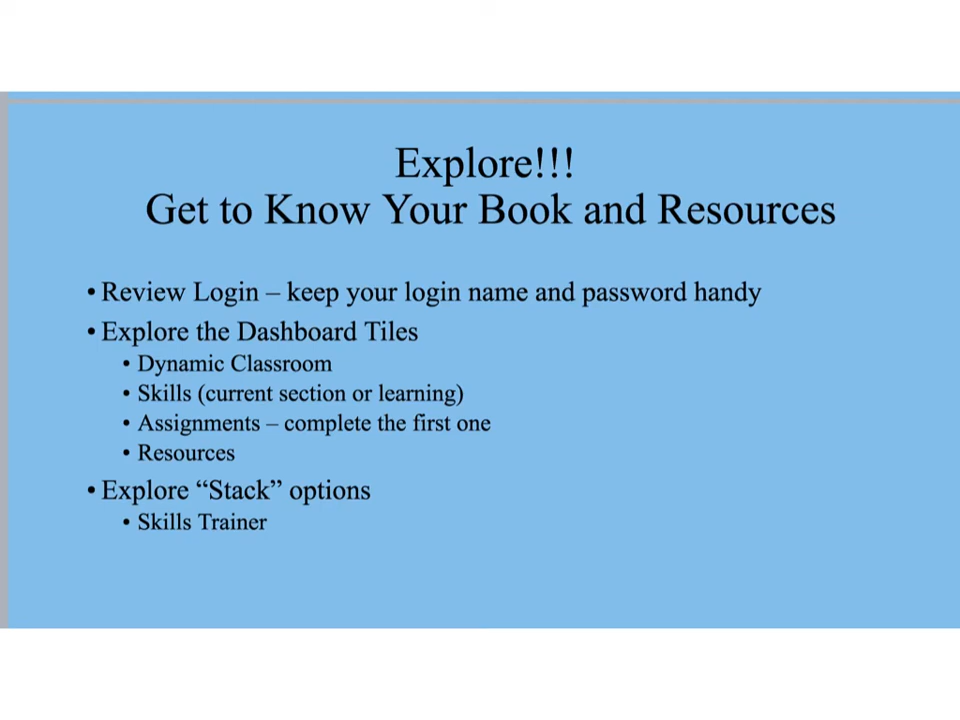 Explore!!!
Get to Know Your Book and Resources
• Review Login – keep your login name and password handy
• Explore the Dashboard Tiles
• Dynamic Classroom
• Skills (current section or learning)
• Assignments – complete the first one
• Resources
• Explore “Stack” options
• Skills Trainer